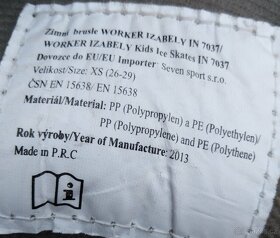 Zimní brusle WORKER IZABELY IN 7037/
WORKER IZABELY Kids Ice Skates IN 7037
Dovozce do EU/EU Importer Seven sport s.r.o.
Velikost/Size: XS (26-29)
ČSN EN 15638/ EN 15638
Materiál/Material: PP (Polypropylen) a PE (Polyethylen)/
PP (Polypropylene) and PE (Polythene)
Rok výroby/Year of Manufacture: 2013
Made in P.R.C